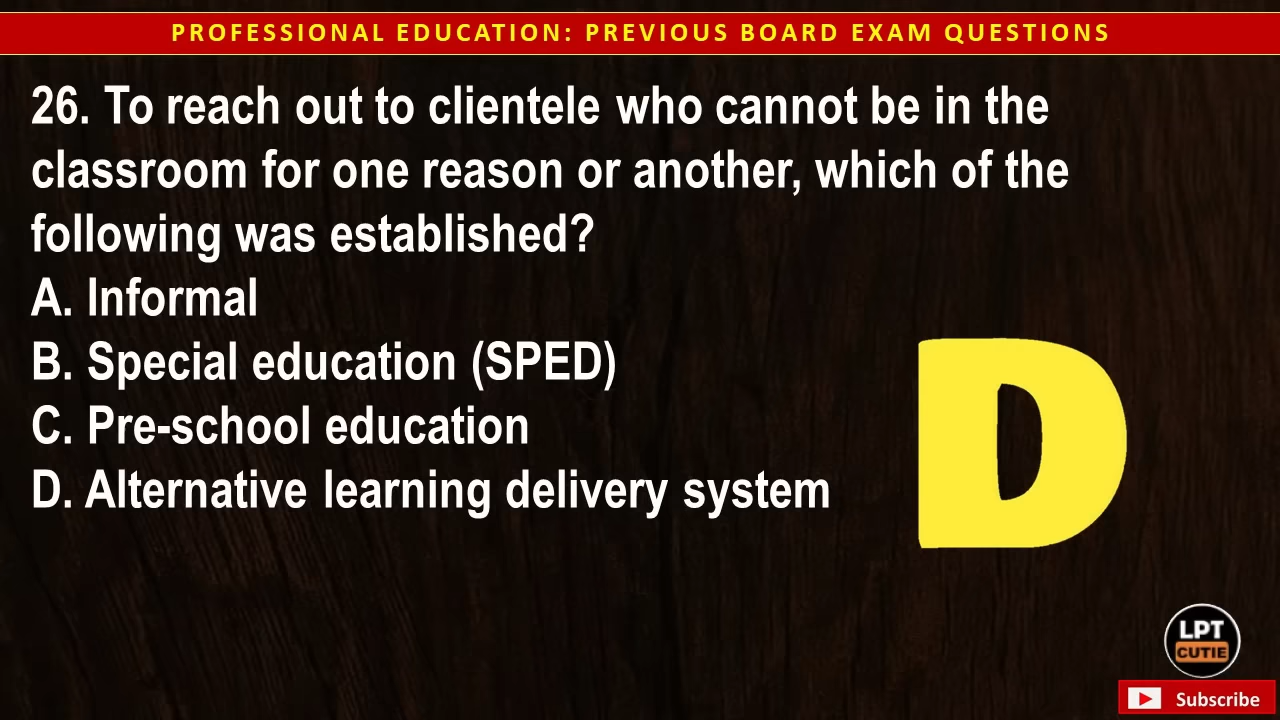 PROFESSIONAL EDUCATION: PREVIOUS BOARD EXAM QUESTIONS
26. To reach out to clientele who cannot be in the
classroom for one reason or another, which of the
following was established?
A. Informal
B. Special education (SPED)
C. Pre-school education
D. Alternative learning delivery system
D
LPT
CUTIE
Subscribe